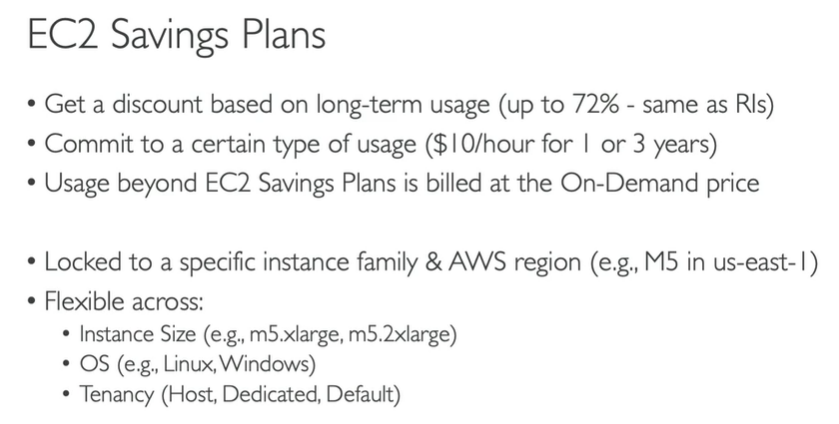 EC2 Savings Plans
• Get a discount based on long-term usage (up to 72% - same as RIs)
• Commit to a certain type of usage ($10/hour for 1 or 3 years)
• Usage beyond EC2 Savings Plans is billed at the On-Demand price
• Locked to a specific instance family & AWS region (e.g., M5 in us-east-1)
• Flexible across:
• Instance Size (e.g., m5.xlarge, m5.2xlarge)
• OS (e.g., Linux, Windows)
• Tenancy (Host, Dedicated, Default)